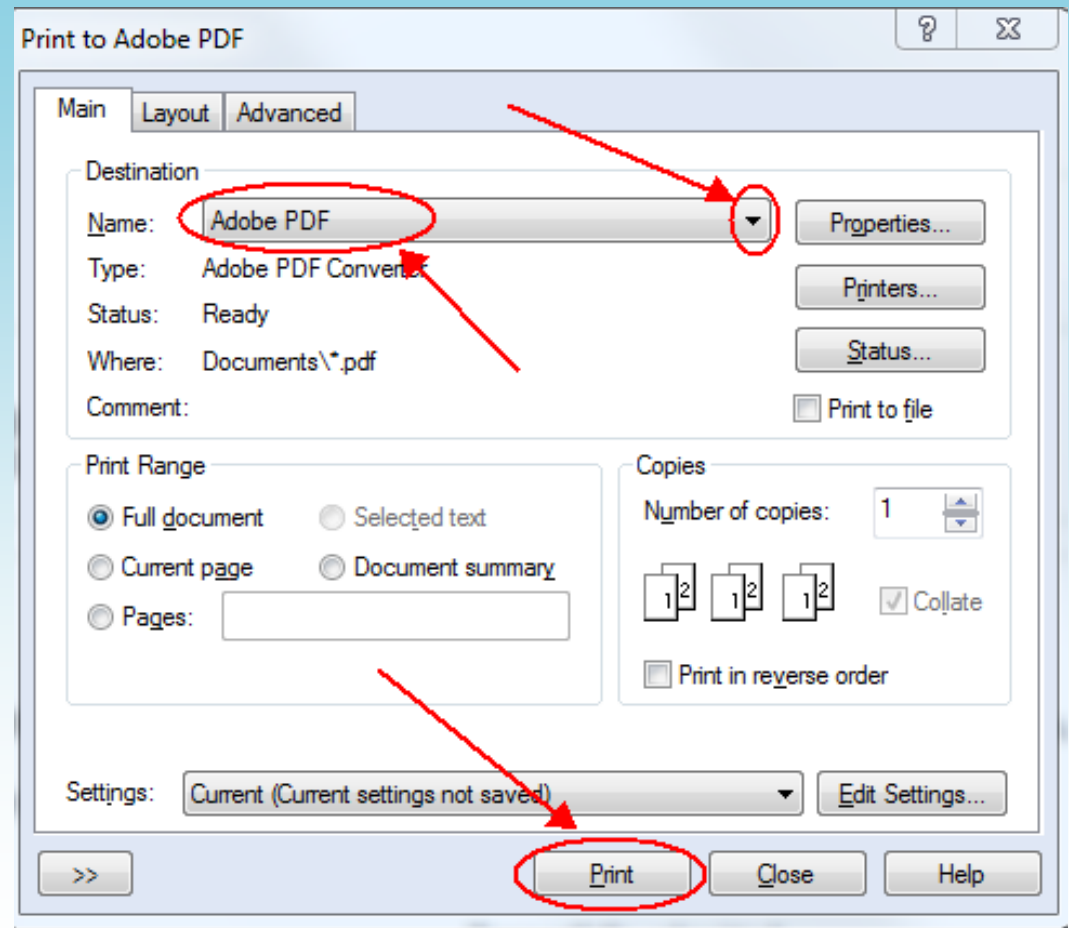 Print to Adobe PDF
Main Layout Advanced
Destination
Name: Adobe PDF Properties...
Type: Adobe PDF Converter
Printers...
Status: Ready
Status...
Where: Documents\*.pdf
Comment: Print to file
Print Range
Full document Selected text
Current page Document summary
Pages:
Copies
Number of copies: 1
1 2 1 2 1 2
Collate
Print in reverse order
Settings: Current (Current settings not saved) Edit Settings...
>> Print Close Help